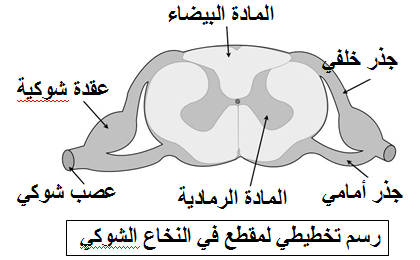 المادة البيضاء
جذر خلفي
عقدة شوكية
عصب شوكي
المادة الرمادية
جذر أمامي
رسم تخطيطي لمقطع في النخاع الشوكي